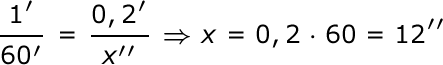 1′/60′ = 0,2′/x′′ ⇒ x = 0,2 · 60 = 12′′